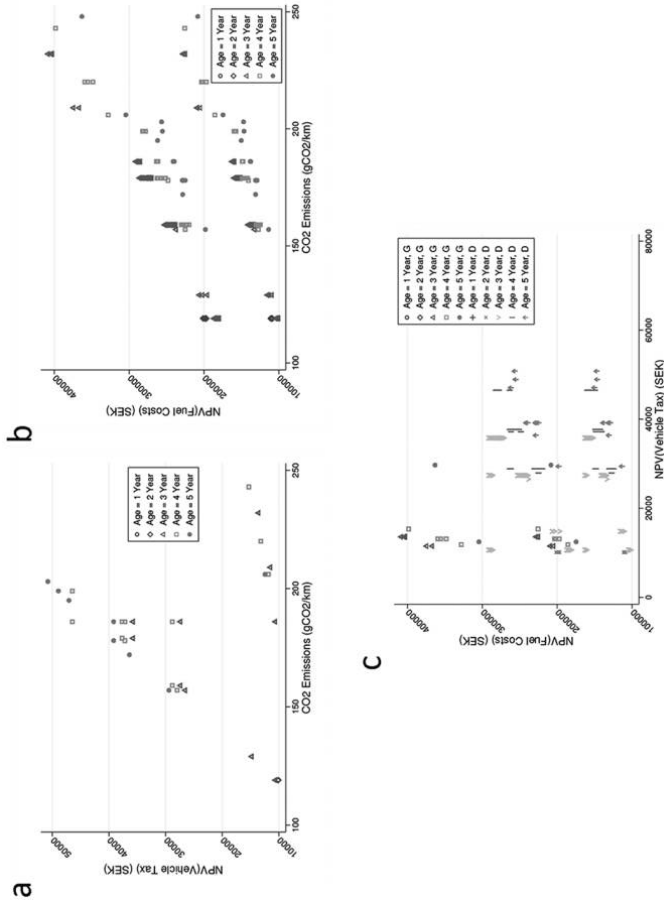 a
NPV(Vehicle Tax) (SEK)
50000
40000
30000
20000
10000
100
150
200
250
CO2 Emissions (gCO2/km)
Age = 1 Year
Age = 2 Year
Age = 3 Year
Age = 4 Year
Age = 5 Year
b
NPV(Fuel Costs) (SEK)
400000
300000
200000
100000
100
150
200
250
CO2 Emissions (gCO2/km)
Age = 1 Year
Age = 2 Year
Age = 3 Year
Age = 4 Year
Age = 5 Year
c
NPV(Fuel Costs) (SEK)
400000
300000
200000
100000
0
20000
40000
60000
80000
NPV(Vehicle Tax) (SEK)
Age = 1 Year, G
Age = 2 Year, G
Age = 3 Year, G
Age = 4 Year, G
Age = 5 Year, G
Age = 1 Year, D
Age = 2 Year, D
Age = 3 Year, D
Age = 4 Year, D
Age = 5 Year, D